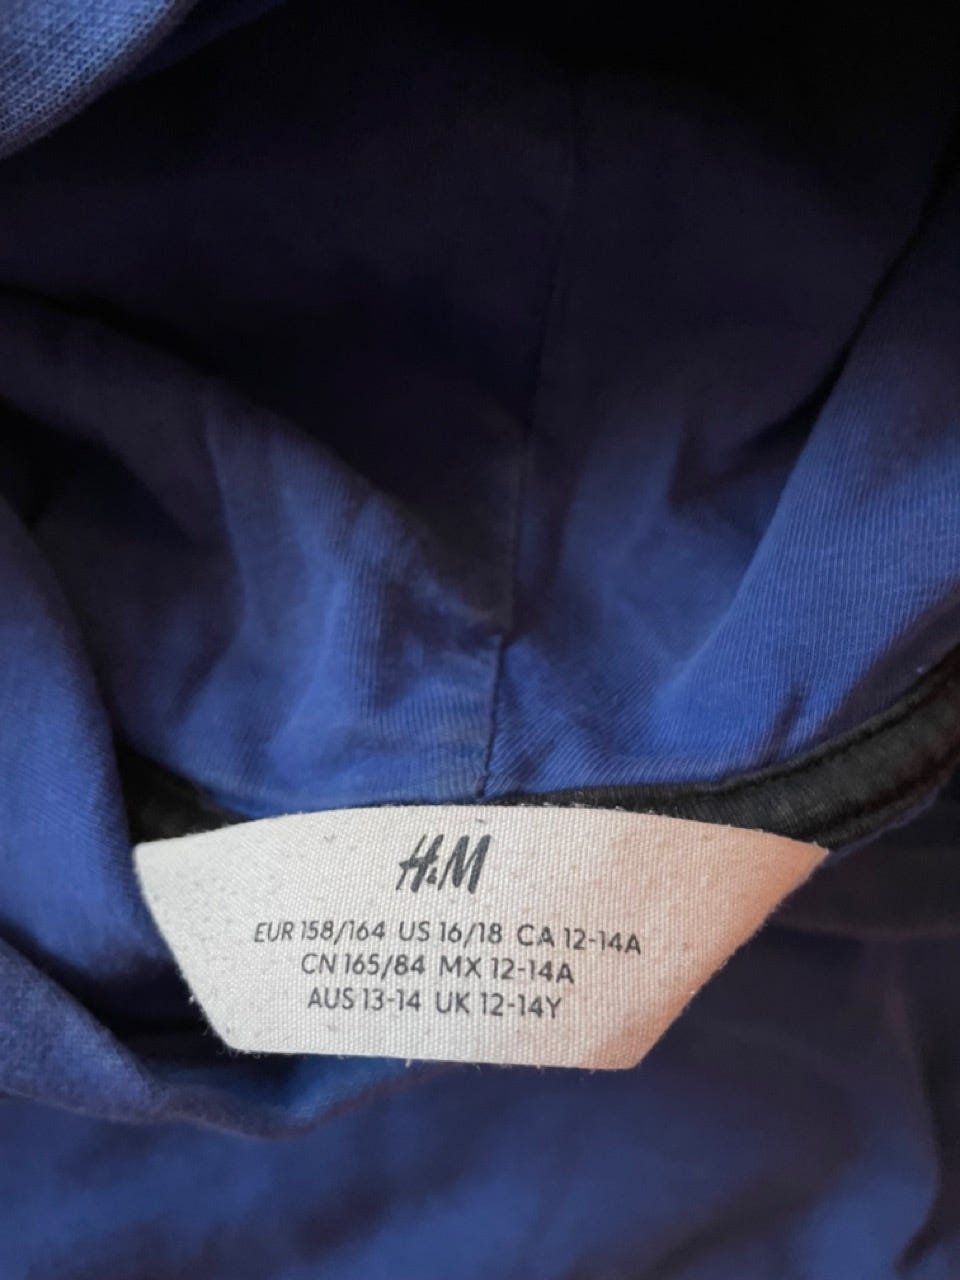 H&M
EUR 158/164 US 16/18 CA 12-14A
CN 165/84 MX 12-14A
AUS 13-14 UK 12-14Y